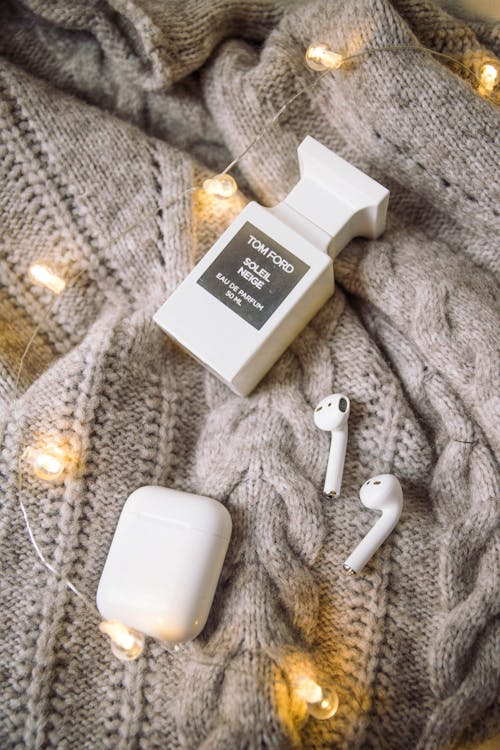 TOM FORD
SOLEIL
NEIGE
EAU DE PARFUM
50 ML